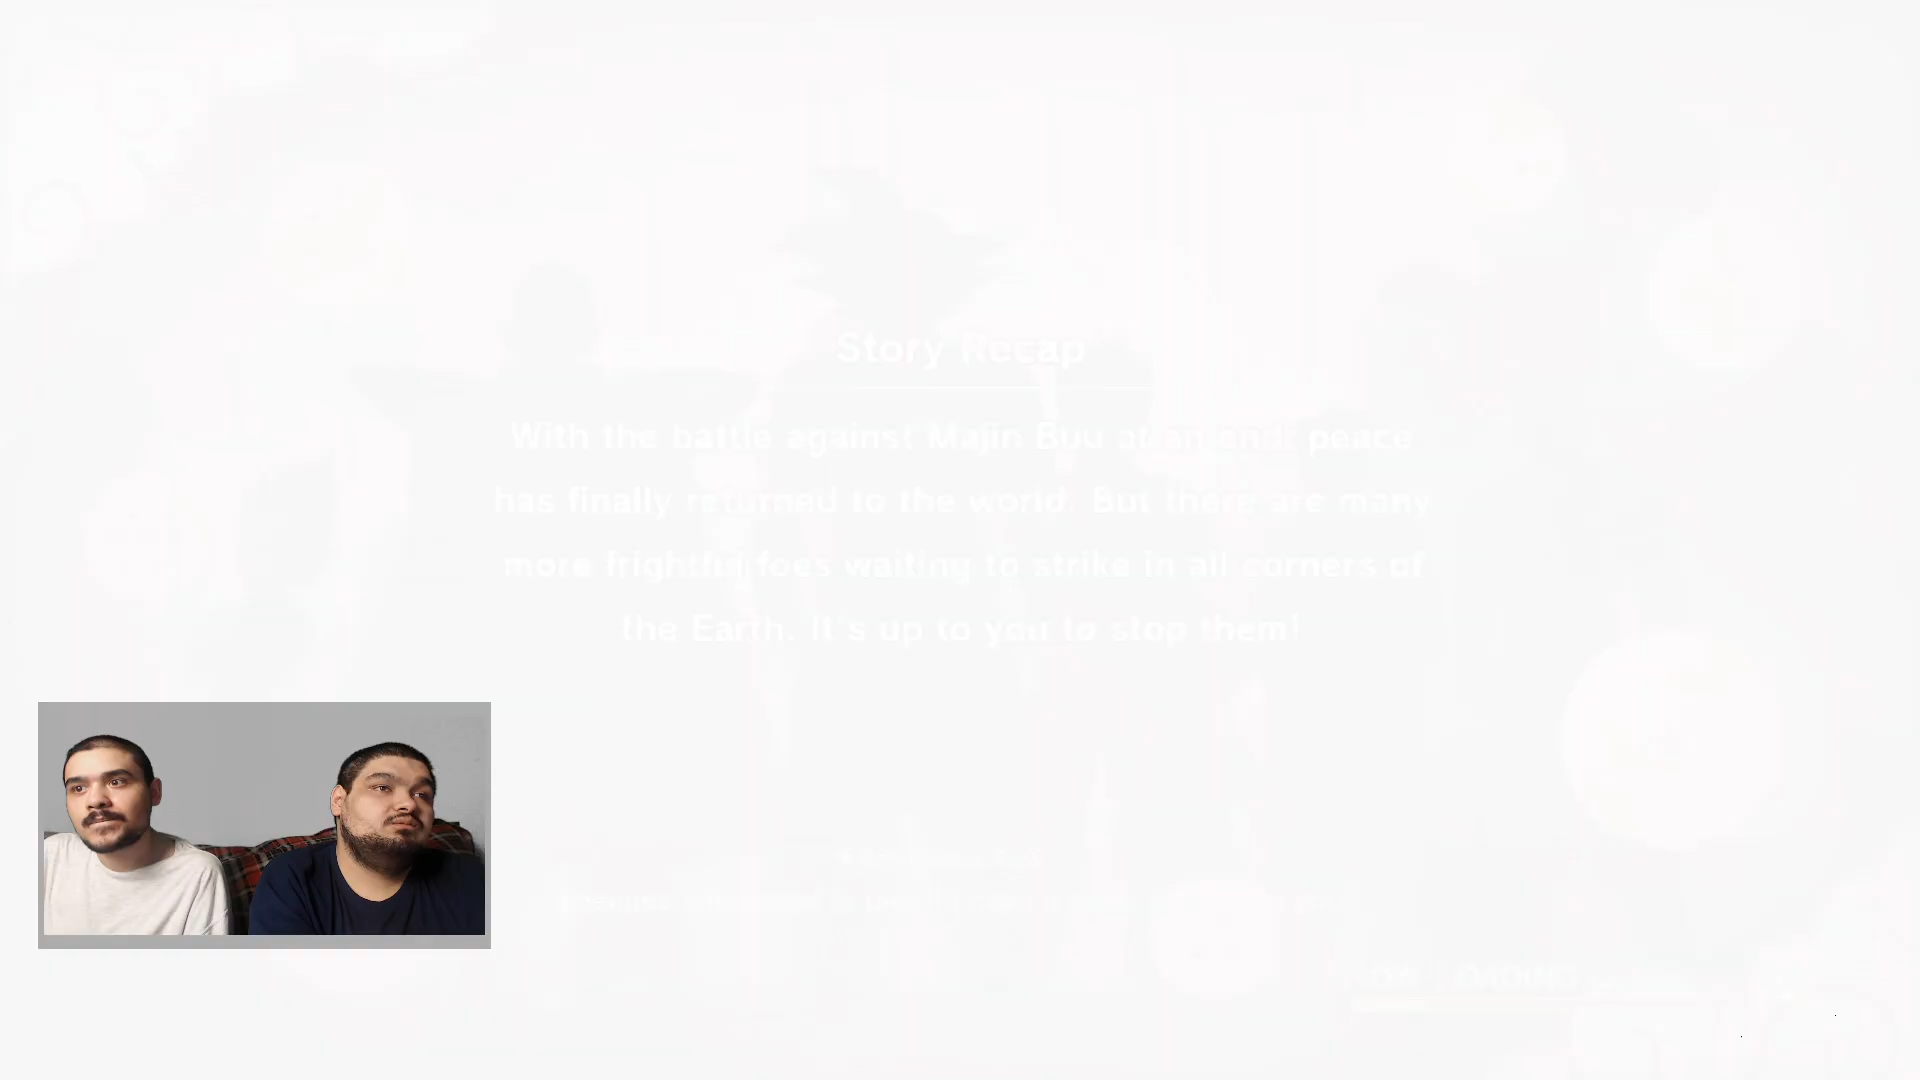 Story Recap
With the battle against Majin Buu at an end, peace
has finally returned to the world. But there are many
more frightful foes waiting to strike in all corners of
the Earth. It's up to you to stop them!
NOW LOADING